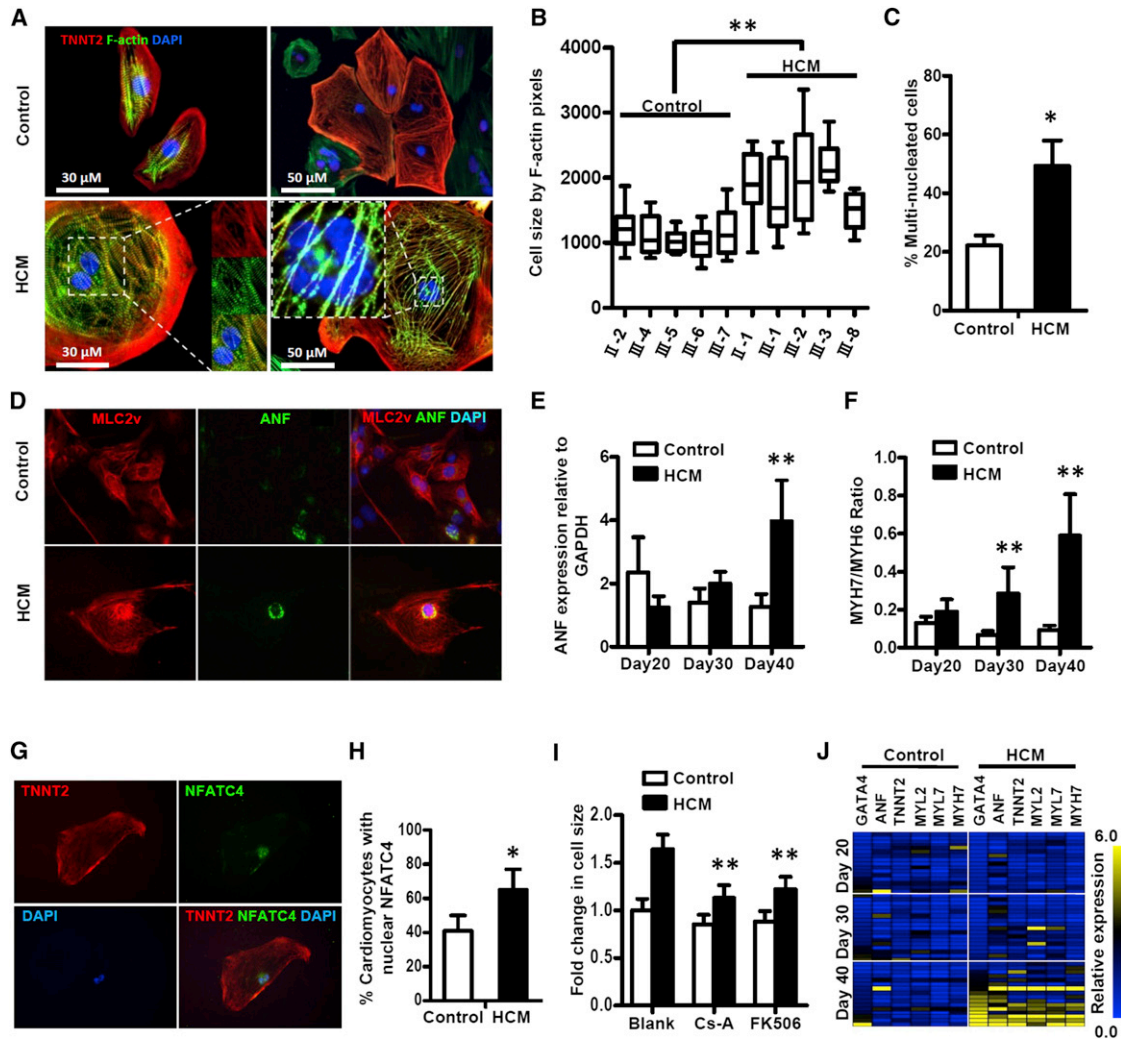 A
TNNT2 F-actin DAPI
Control
30 µM
50 µM
HCM
30 µM
50 µM
B
**
HCM
Control
Cell size by F-actin pixels
4000
3000
2000
1000
0
II-2
III-4
III-5
III-6
III-7
II-1
III-1
III-2
III-3
III-8
C
% Multi-nucleated cells
80
60
40
20
0
*
Control
HCM
D
MLC2v
ANF
MLC2v ANF DAPI
Control
HCM
E
Control
HCM
ANF expression relative to
GAPDH
6
4
2
0
**
Day20
Day30
Day40
F
Control
HCM
MYH7/MYH6 Ratio
1.0
0.8
0.6
0.4
0.2
0.0
**
**
Day20
Day30
Day40
G
TNNT2
NFATC4
DAPI
TNNT2 NFATC4 DAPI
H
% Cardiomyocytes with
nuclear NFATC4
100
80
60
40
20
0
*
Control
HCM
I
Control
HCM
Fold change in cell size
2.0
1.5
1.0
0.5
0.0
**
**
Blank
Cs-A
FK506
J
Control
HCM
GATA4
ANF
TNNT2
MYL2
MYL7
MYH7
GATA4
ANF
TNNT2
MYL2
MYL7
MYH7
Day 20
Day 30
Day 40
6.0
Relative expression
0.0